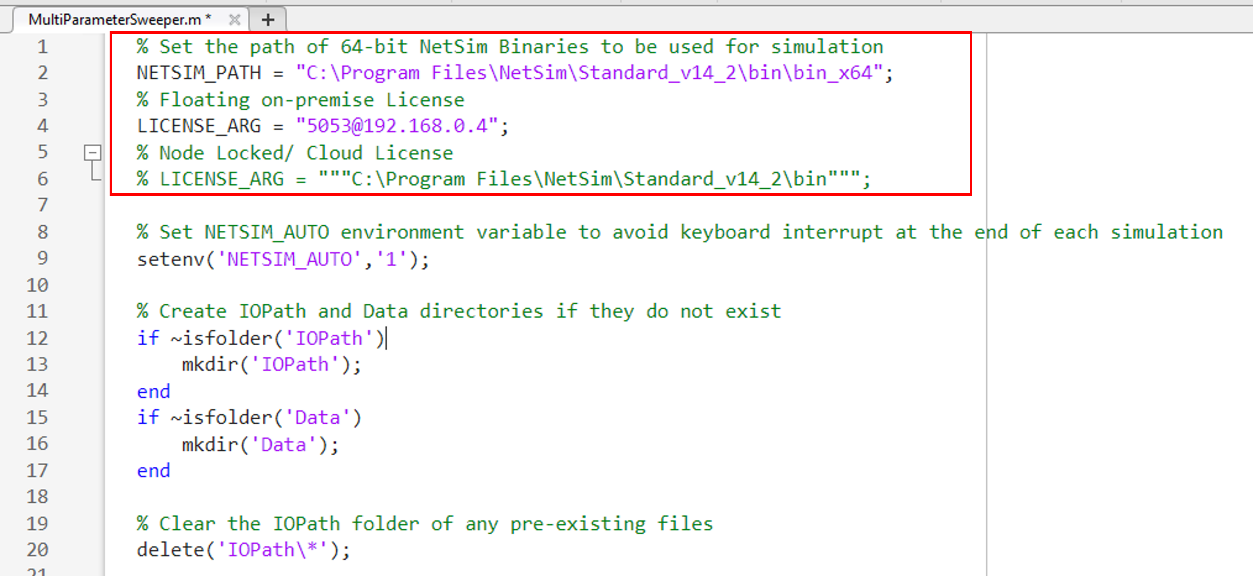 MultiParameterSweeper.m *
1 % Set the path of 64-bit NetSim Binaries to be used for simulation
2 NETSIM_PATH = "C:\Program Files\NetSim\Standard_v14_2\bin\bin_x64";
3 % Floating on-premise License
4 LICENSE_ARG = "5053@192.168.0.4";
5 % Node Locked/ Cloud License
6 % LICENSE_ARG = """C:\Program Files\NetSim\Standard_v14_2\bin""";
7
8 % Set NETSIM_AUTO environment variable to avoid keyboard interrupt at the end of each simulation
9 setenv('NETSIM_AUTO','1');
10
11 % Create IOPath and Data directories if they do not exist
12 if ~isfolder('IOPath')
13 mkdir('IOPath');
14 end
15 if ~isfolder('Data')
16 mkdir('Data');
17 end
18
19 % Clear the IOPath folder of any pre-existing files
20 delete('IOPath\*');
21